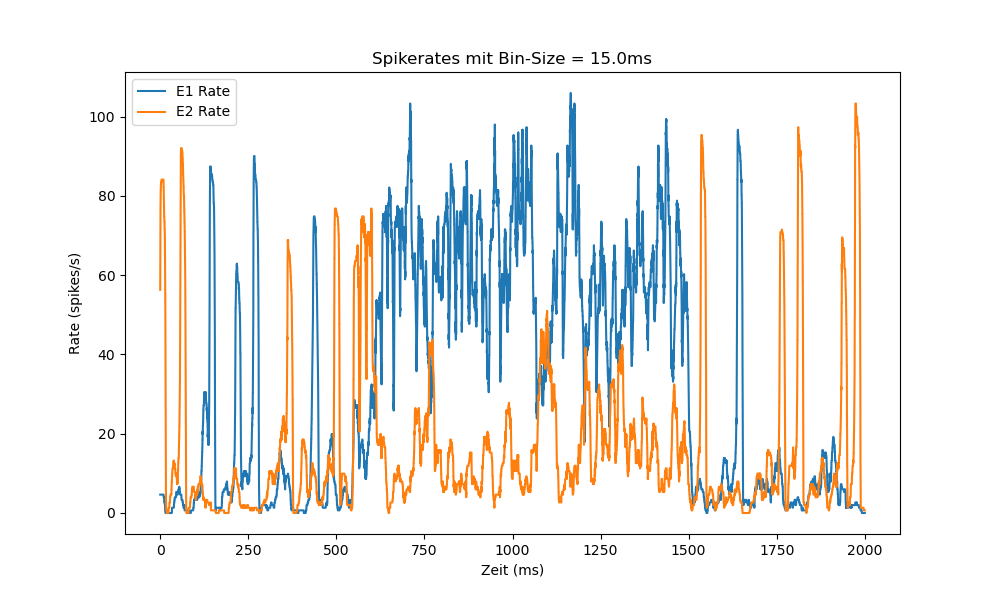 Spikerates mit Bin-Size = 15.0ms
E1 Rate
E2 Rate
Rate (spikes/s)
100
80
60
40
20
0
0 250 500 750 1000 1250 1500 1750 2000
Zeit (ms)